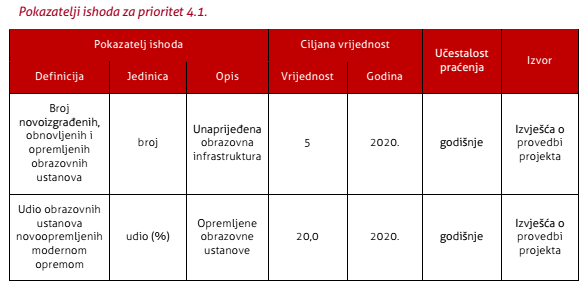 Pokazatelji ishoda za prioritet 4.1.
Pokazatelj ishoda
Ciljana vrijednost
Učestalost
praćenja
Izvor
Definicija
Jedinica
Opis
Vrijednost
Godina
Broj
novoizgrađenih,
obnovljenih i
opremljenih
obrazovnih
ustanova
broj
Unaprijeđena
obrazovna
infrastruktura
5
2020.
godišnje
Izvješća o
provedbi
projekta
Udio obrazovnih
ustanova
novoopremljenih
modernom
opremom
udio (%)
Opremljene
obrazovne
ustanove
20,0
2020.
godišnje
Izvješća o
provedbi
projekta